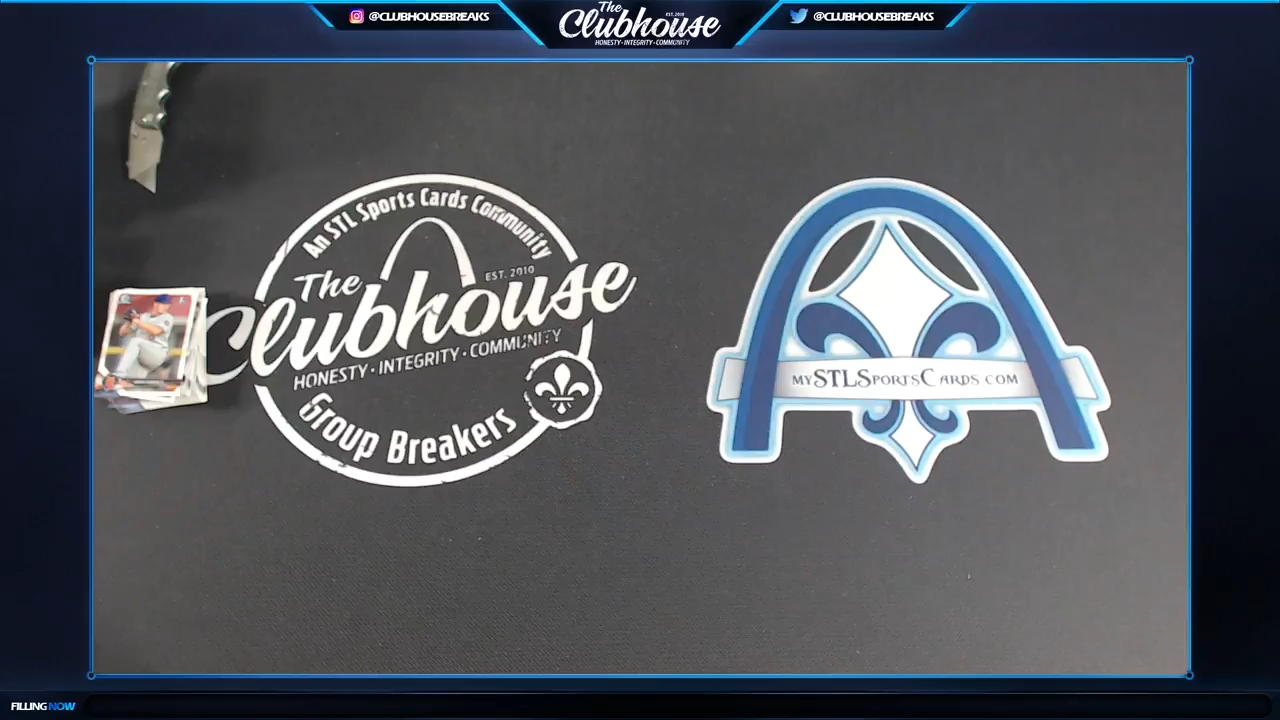 @CLUBHOUSEBREAKS
The
EST. 2010
Clubhouse
HONESTY • INTEGRITY • COMMUNITY
@CLUBHOUSEBREAKS
An STL Sports Cards Community
EST. 2010
The
Clubhouse
HONESTY • INTEGRITY • COMMUNITY
Group Breakers
MYSTLSPORTSCARDS.COM
FILLING NOW